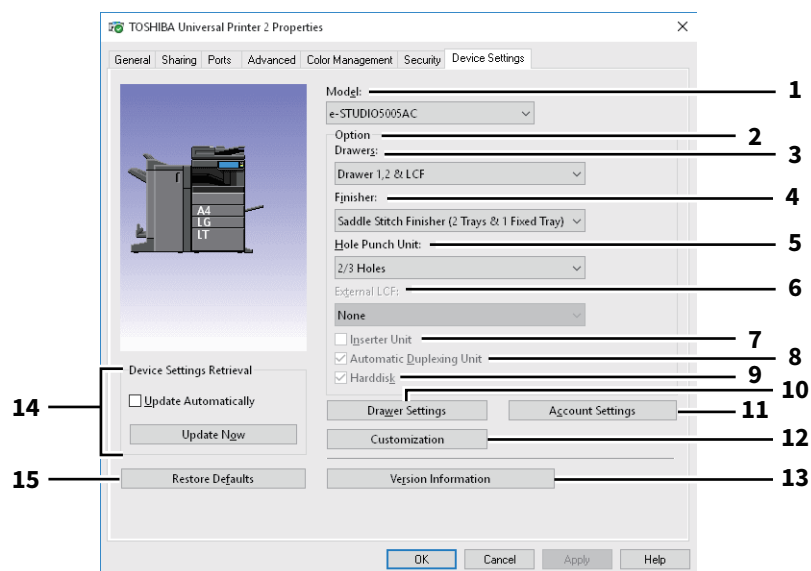 TOSHIBA Universal Printer 2 Properties
General Sharing Ports Advanced Color Management Security Device Settings
Model:
1
e-STUDIO5005AC
Option
2
Drawers:
3
Drawer 1,2 & LCF
Finisher:
4
Saddle Stitch Finisher (2 Trays & 1 Fixed Tray)
Hole Punch Unit:
5
2/3 Holes
External LCF:
6
None
Inserter Unit
7
Automatic Duplexing Unit
8
Harddisk
9
A4
LG
LT
10
Drawer Settings
Account Settings
11
Customization
12
Device Settings Retrieval
14
Update Automatically
Update Now
15
Restore Defaults
Version Information
13
OK Cancel Apply Help